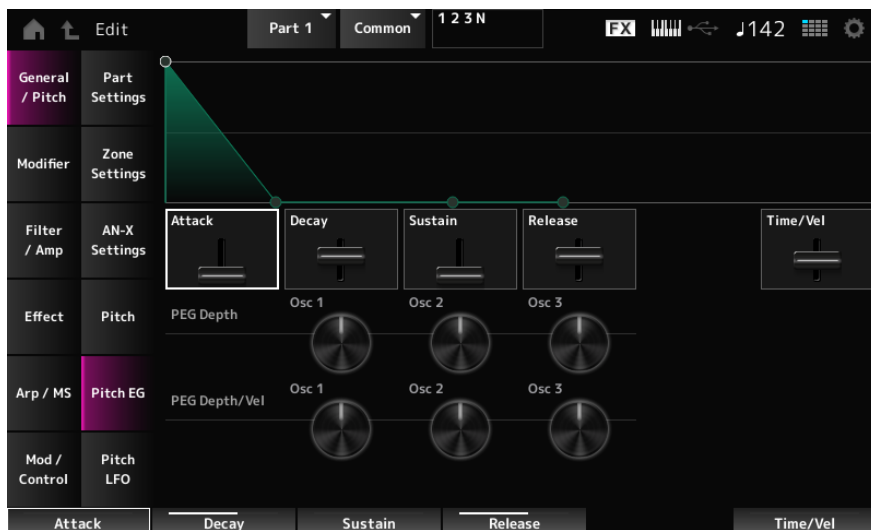 Edit
Part 1
Common
1 2 3 N
FX
♩142
General
/ Pitch
Part
Settings
Modifier
Zone
Settings
Filter
/ Amp
AN-X
Settings
Effect
Pitch
Arp / MS
Pitch EG
Mod /
Control
Pitch
LFO
Attack
Decay
Sustain
Release
Time/Vel
PEG Depth
Osc 1
Osc 2
Osc 3
PEG Depth/Vel
Osc 1
Osc 2
Osc 3
Attack
Decay
Sustain
Release
Time/Vel